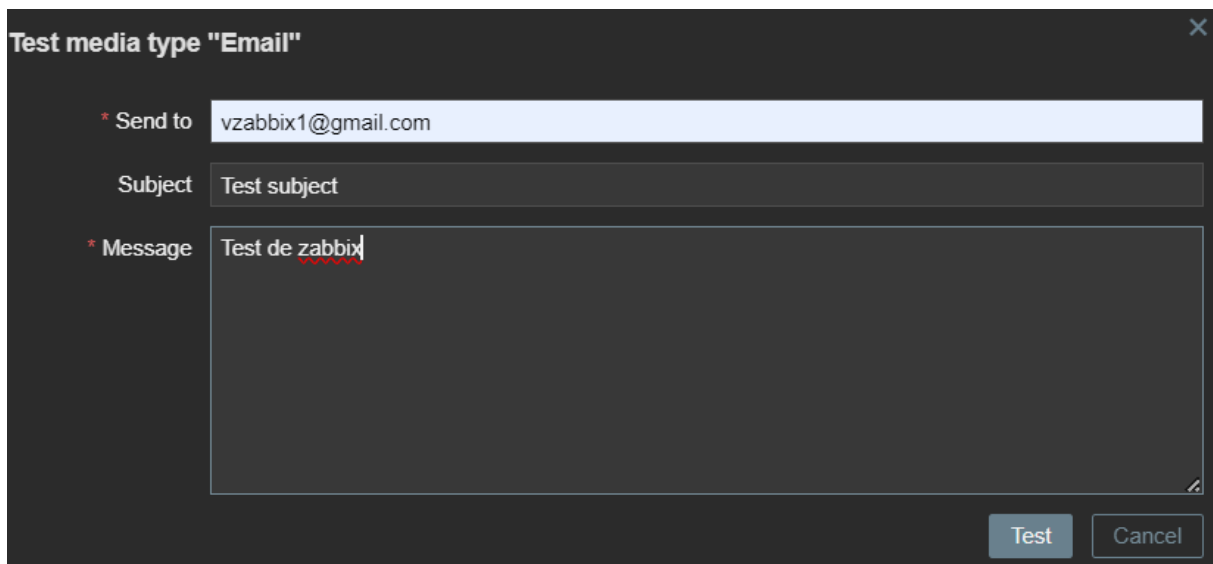 Test media type "Email"
* Send to vzabbix1@gmail.com
Subject Test subject
* Message Test de zabbix
Test Cancel